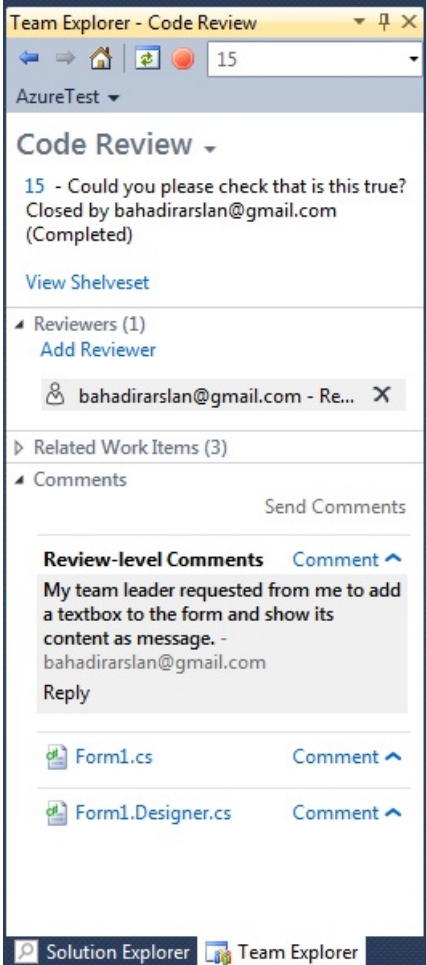 Team Explorer - Code Review
15
AzureTest
Code Review
15 - Could you please check that is this true?
Closed by bahadirarslan@gmail.com
(Completed)
View Shelveset
Reviewers (1)
Add Reviewer
bahadirarslan@gmail.com - Re...
Related Work Items (3)
Comments
Send Comments
Review-level Comments Comment
My team leader requested from me to add
a textbox to the form and show its
content as message. -
bahadirarslan@gmail.com
Reply
Form1.cs Comment
Form1.Designer.cs Comment
Solution Explorer Team Explorer